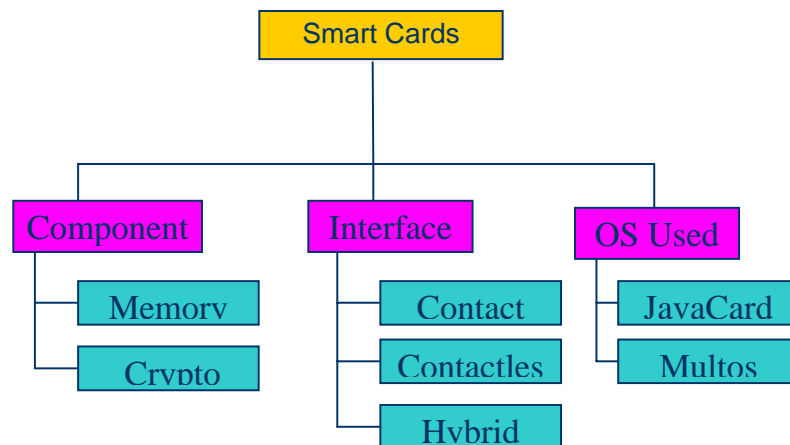 Smart Cards
Component
Interface
OS Used
Memory
Contact
JavaCard
Crypto
Contactles
Multos
Hybrid